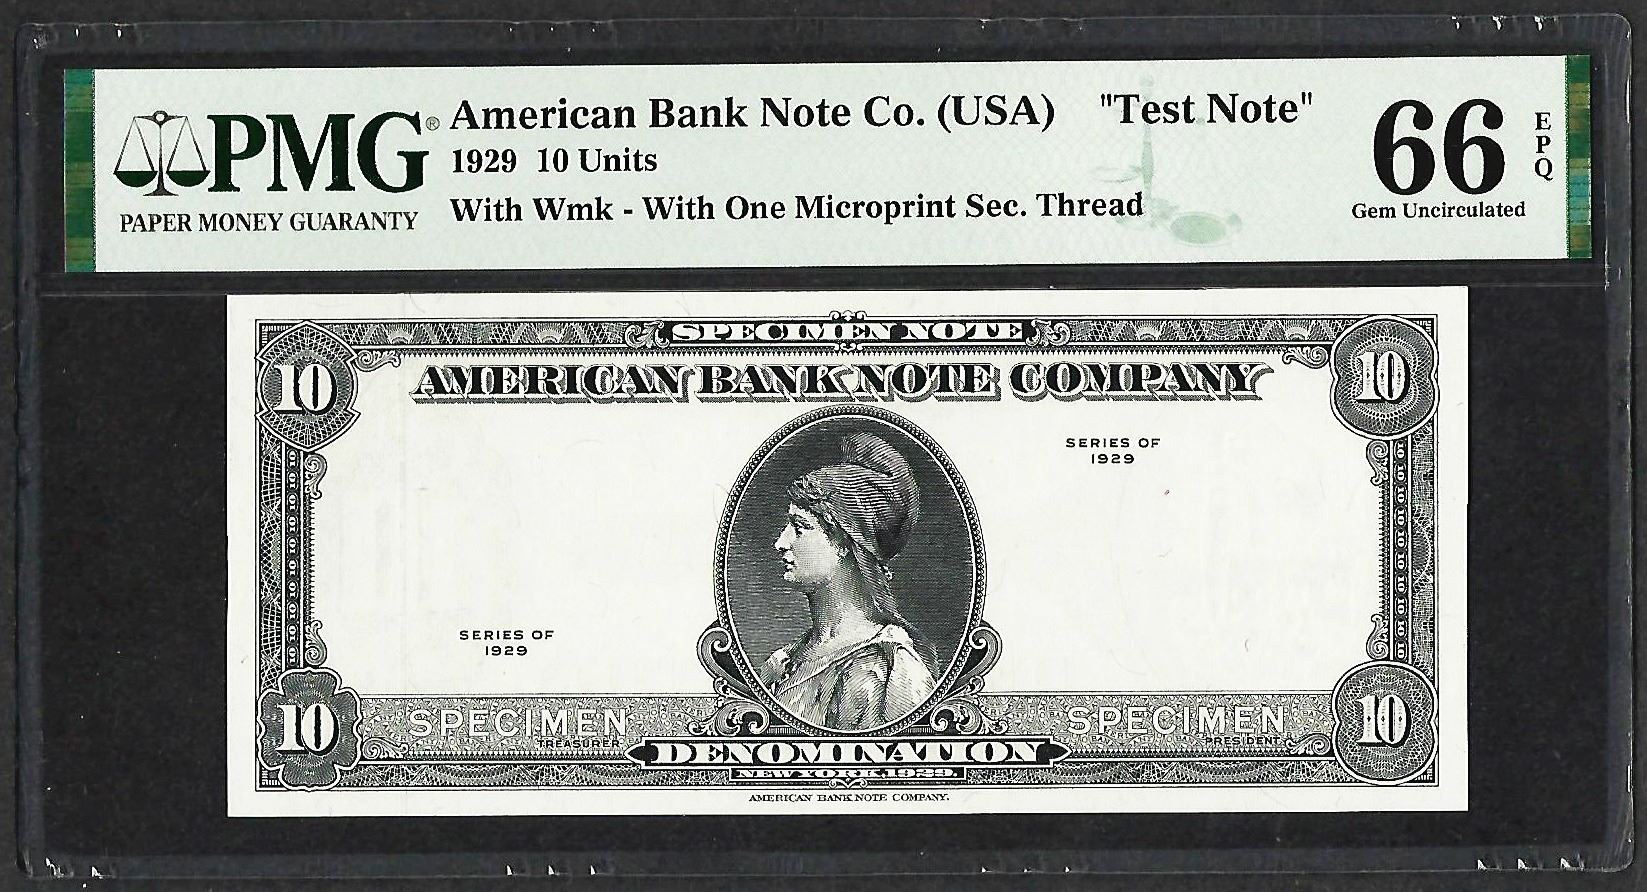 PMG®
PAPER MONEY GUARANTY
American Bank Note Co. (USA) "Test Note"
1929 10 Units
With Wmk - With One Microprint Sec. Thread
66 EPQ
Gem Uncirculated
SPECIMEN NOTE
10 10
AMERICAN BANK NOTE COMPANY
SERIES OF
1929
SERIES OF
1929
10 SPECIMEN SPECIMEN 10
TREASURER PRESIDENT
DENOMINATION
NEW YORK, 1929.
AMERICAN BANK NOTE COMPANY.